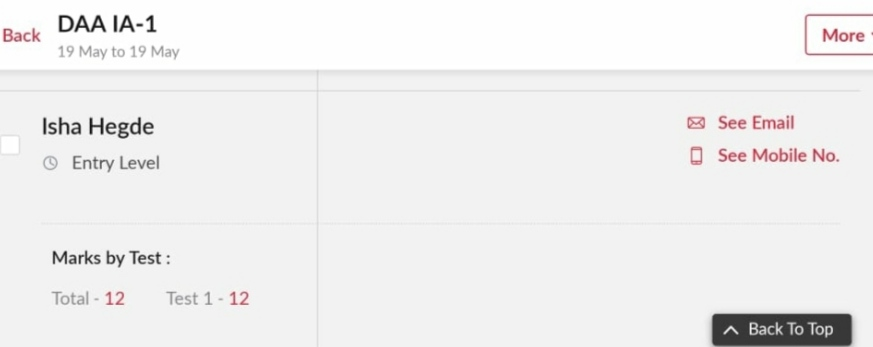 Back
DAA IA-1
19 May to 19 May
More
Isha Hegde
Entry Level
See Email
See Mobile No.
Marks by Test :
Total - 12 Test 1 - 12
Back To Top